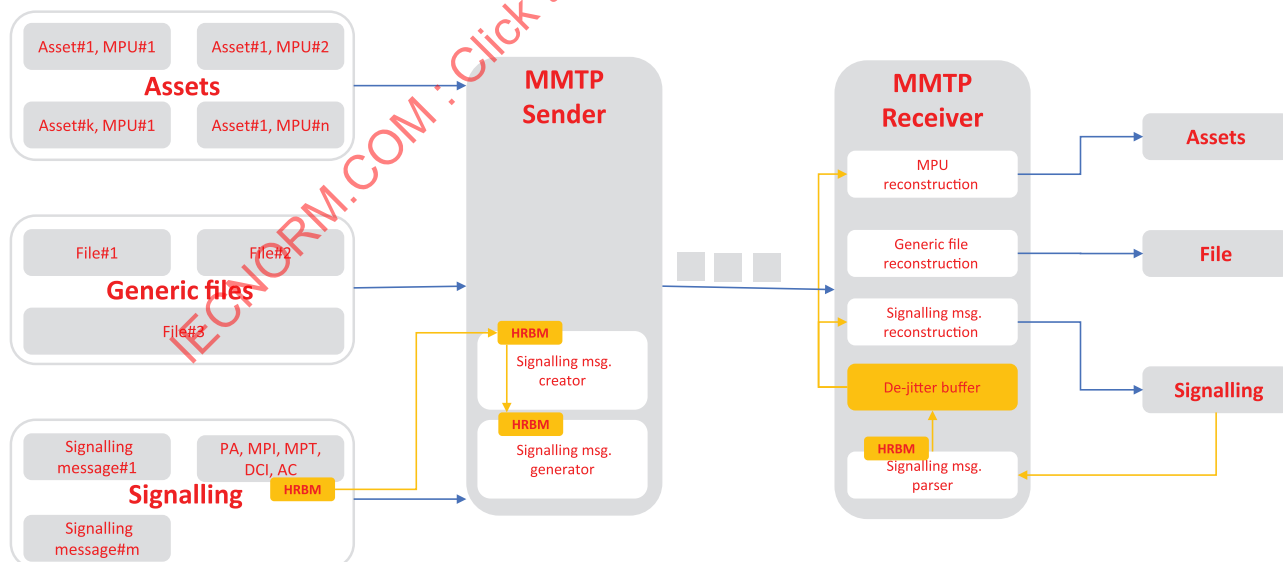 Asset#1, MPU#1
Asset#1, MPU#2
Assets
Asset#k, MPU#1
Asset#1, MPU#n
File#1
File#2
Generic files
File#3
Signalling
message#1
PA, MPI, MPT,
DCI, AC
HRBM
Signalling
Signalling
message#m
MMTP
Sender
HRBM
Signalling msg.
creator
HRBM
Signalling msg.
generator
MMTP
Receiver
MPU
reconstruction
Generic file
reconstruction
Signalling msg.
reconstruction
De-jitter buffer
HRBM
Signalling msg.
parser
Assets
File
Signalling
IECNORM.COM : Click